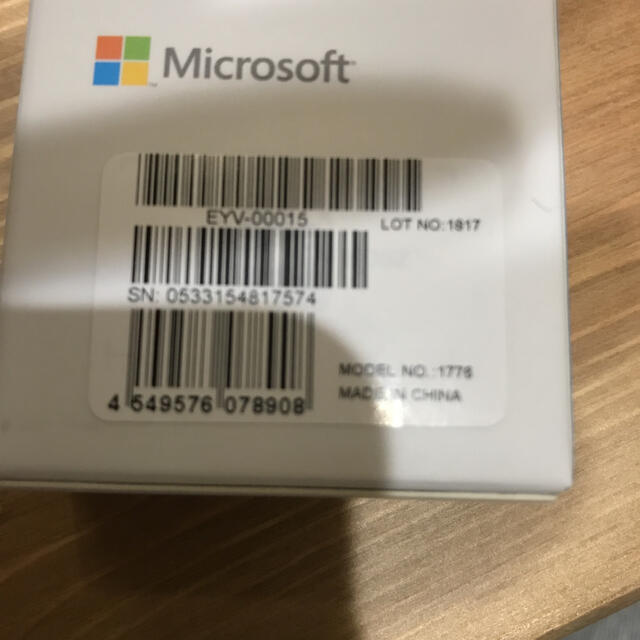 Microsoft
EYV-00015 LOT NO:1817
SN: 0533154817574
MODEL NO.:1776
MADE IN CHINA
4 549576 078908